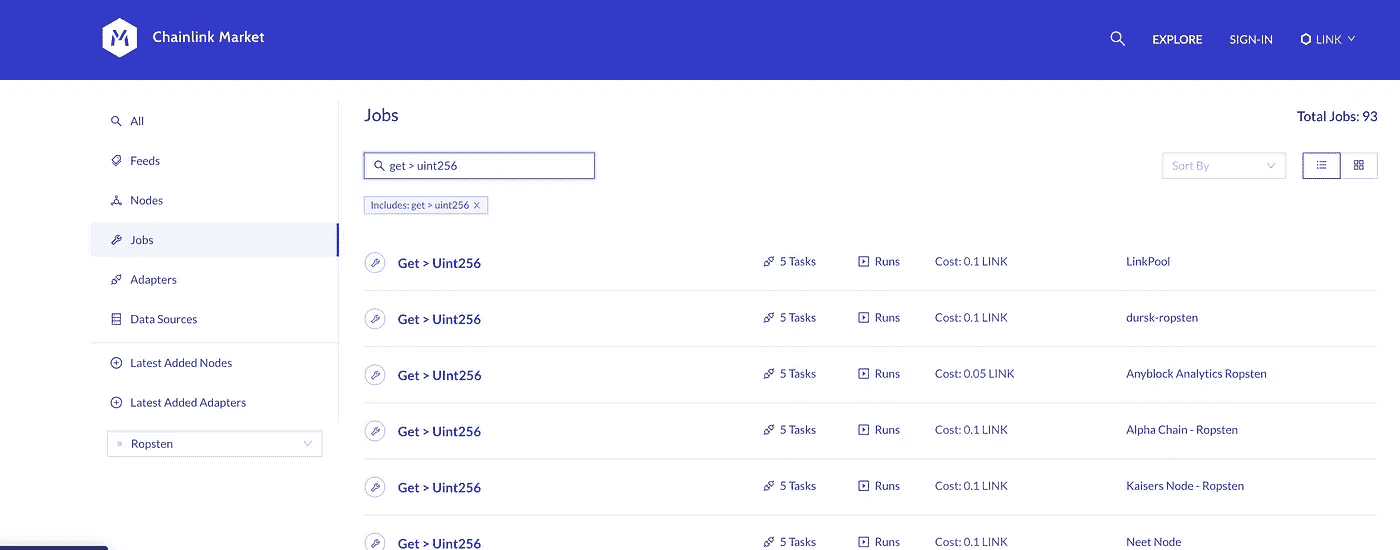 Chainlink Market
EXPLORE SIGN-IN LINK
All
Feeds
Nodes
Jobs
Adapters
Data Sources
Latest Added Nodes
Latest Added Adapters
Ropsten
Jobs Total Jobs: 93
get > uint256 Sort By
Includes: get > uint256 X
Get > Uint256 5 Tasks Runs Cost: 0.1 LINK LinkPool
Get > Uint256 5 Tasks Runs Cost: 0.1 LINK dursk-ropsten
Get > UInt256 5 Tasks Runs Cost: 0.05 LINK Anyblock Analytics Ropsten
Get > Uint256 5 Tasks Runs Cost: 0.1 LINK Alpha Chain - Ropsten
Get > Uint256 5 Tasks Runs Cost: 0.1 LINK Kaisers Node - Ropsten
Get > Uint256 5 Tasks Runs Cost: 0.1 LINK Neet Node